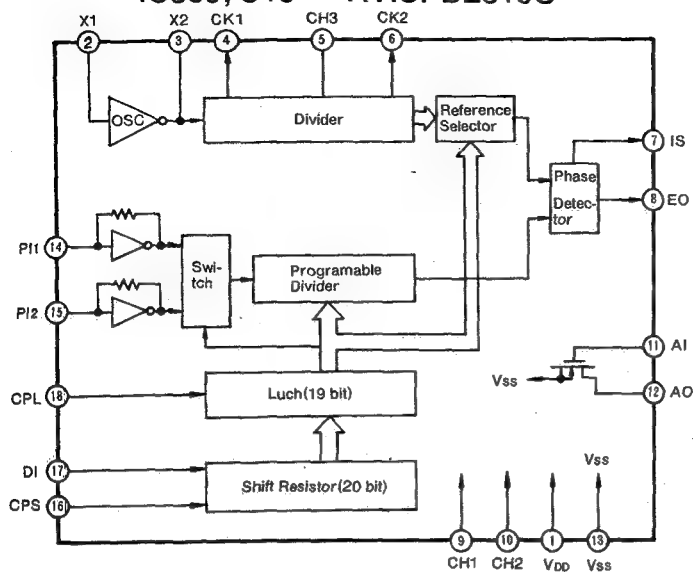 X1 X2 CK1 CH3 CK2
2 3 4 5 6
OSC
Divider
Reference
Selector
7 IS
Phase
Detec-
tor
8 EO
PI1 14
Swi-
tch
Programable
Divider
PI2 15
11 AI
Vss
12 AO
CPL 18
Luch(19 bit)
DI 17
Shift Resistor(20 bit)
CPS 16
Vss
9 10 1 13
CH1 CH2 VDD Vss